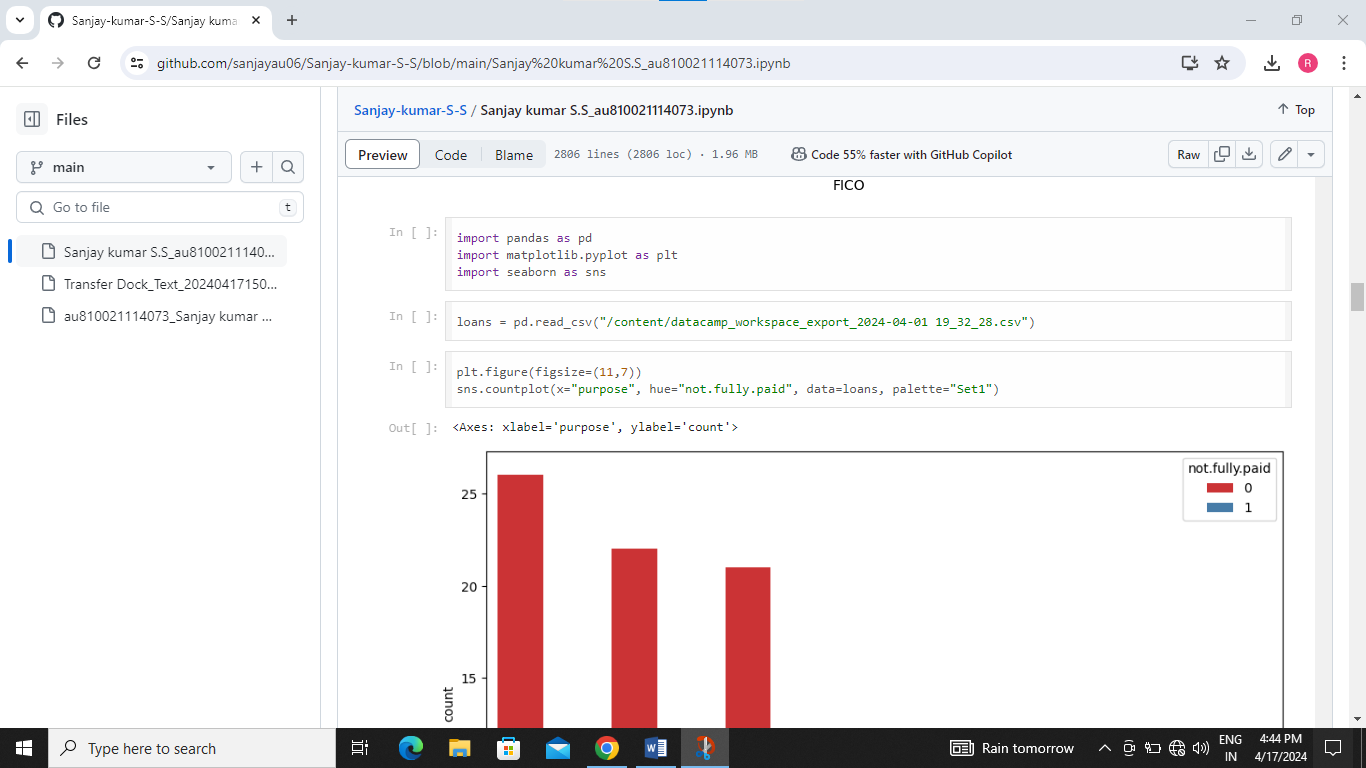 Sanjay-kumar-S-S/Sanjay kuma
github.com/sanjayau06/Sanjay-kumar-S-S/blob/main/Sanjay%20kumar%20S.S_au810021114073.ipynb
R
Files
main
Go to file
t
Sanjay kumar S.S_au8100211140...
Transfer Dock_Text_20240417150...
au810021114073_Sanjay kumar ...
Sanjay-kumar-S-S / Sanjay kumar S.S_au810021114073.ipynb
Top
Preview Code Blame 2806 lines (2806 loc) · 1.96 MB Code 55% faster with GitHub Copilot Raw
FICO
In [ ]:
import pandas as pd
import matplotlib.pyplot as plt
import seaborn as sns
In [ ]:
loans = pd.read_csv("/content/datacamp_workspace_export_2024-04-01 19_32_28.csv")
In [ ]:
plt.figure(figsize=(11,7))
sns.countplot(x="purpose", hue="not.fully.paid", data=loans, palette="Set1")
Out[ ]:
<Axes: xlabel='purpose', ylabel='count'>
not.fully.paid
0
1
25
20
15
count
Type here to search
Rain tomorrow
ENG
IN
4:44 PM
4/17/2024